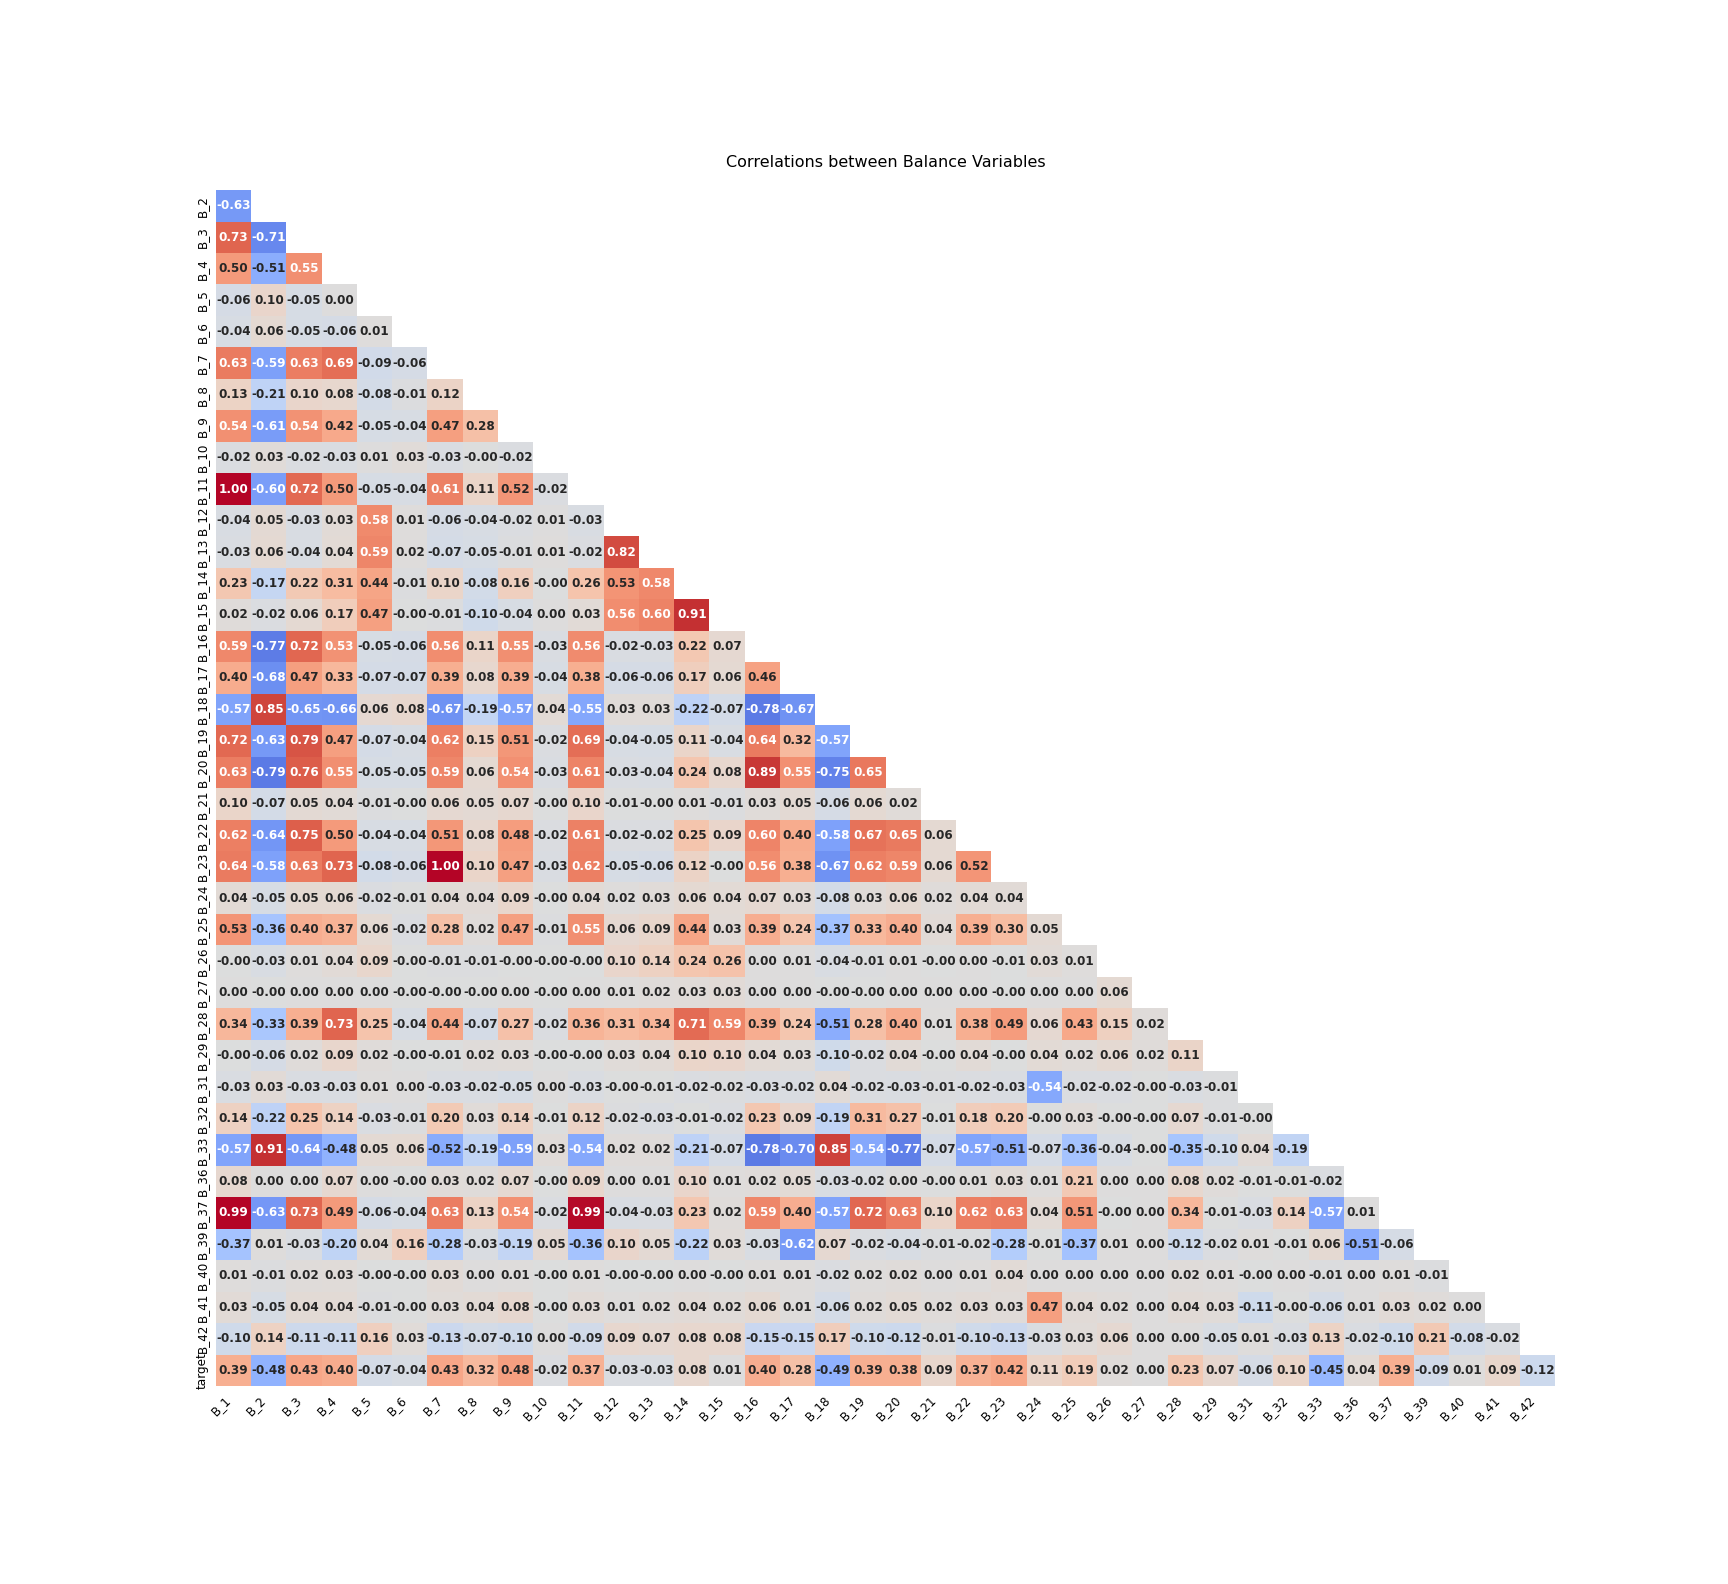 Correlations between Balance Variables
B_2 -0.63
B_3 0.73 -0.71
B_4 0.50 -0.51 0.55
B_5 -0.06 0.10 -0.05 0.00
B_6 -0.04 0.06 -0.05 -0.06 0.01
B_7 0.63 -0.59 0.63 0.69 -0.09 -0.06
B_8 0.13 -0.21 0.10 0.08 -0.08 -0.01 0.12
B_9 0.54 -0.61 0.54 0.42 -0.05 -0.04 0.47 0.28
B_10 -0.02 0.03 -0.02 -0.03 0.01 0.03 -0.03 -0.00 -0.02
B_11 1.00 -0.60 0.72 0.50 -0.05 -0.04 0.61 0.11 0.52 -0.02
B_12 -0.04 0.05 -0.03 0.03 0.58 0.01 -0.06 -0.04 -0.02 0.01 -0.03
B_13 -0.03 0.06 -0.04 0.04 0.59 0.02 -0.07 -0.05 -0.01 0.01 -0.02 0.82
B_14 0.23 -0.17 0.22 0.31 0.44 -0.01 0.10 -0.08 0.16 -0.00 0.26 0.53 0.58
B_15 0.02 -0.02 0.06 0.17 0.47 -0.00 -0.01 -0.10 -0.04 0.00 0.03 0.56 0.60 0.91
B_16 0.59 -0.77 0.72 0.53 -0.05 -0.06 0.56 0.11 0.55 -0.03 0.56 -0.02 -0.03 0.22 0.07
B_17 0.40 -0.68 0.47 0.33 -0.07 -0.07 0.39 0.08 0.39 -0.04 0.38 -0.06 -0.06 0.17 0.06 0.46
B_18 -0.57 0.85 -0.65 -0.66 0.06 0.08 -0.67 -0.19 -0.57 0.04 -0.55 0.03 0.03 -0.22 -0.07 -0.78 -0.67
B_19 0.72 -0.63 0.79 0.47 -0.07 -0.04 0.62 0.15 0.51 -0.02 0.69 -0.04 -0.05 0.11 -0.04 0.64 0.32 -0.57
B_20 0.63 -0.79 0.76 0.55 -0.05 -0.05 0.59 0.06 0.54 -0.03 0.61 -0.03 -0.04 0.24 0.08 0.89 0.55 -0.75 0.65
B_21 0.10 -0.07 0.05 0.04 -0.01 -0.00 0.06 0.05 0.07 -0.00 0.10 -0.01 -0.00 0.01 -0.01 0.03 0.05 -0.06 0.06 0.02
B_22 0.62 -0.64 0.75 0.50 -0.04 -0.04 0.51 0.08 0.48 -0.02 0.61 -0.02 -0.02 0.25 0.09 0.60 0.40 -0.58 0.67 0.65 0.06
B_23 0.64 -0.58 0.63 0.73 -0.08 -0.06 1.00 0.10 0.47 -0.03 0.62 -0.05 -0.06 0.12 -0.00 0.56 0.38 -0.67 0.62 0.59 0.06 0.52
B_24 0.04 -0.05 0.05 0.06 -0.02 -0.01 0.04 0.04 0.09 -0.00 0.04 0.02 0.03 0.06 0.04 0.07 0.03 -0.08 0.03 0.06 0.02 0.04 0.04
B_25 0.53 -0.36 0.40 0.37 0.06 -0.02 0.28 0.02 0.47 -0.01 0.55 0.06 0.09 0.44 0.03 0.39 0.24 -0.37 0.33 0.40 0.04 0.39 0.30 0.05
B_26 -0.00 -0.03 0.01 0.04 0.09 -0.00 -0.01 -0.01 -0.00 -0.00 -0.00 0.10 0.14 0.24 0.26 0.00 0.01 -0.04 -0.01 0.01 -0.00 0.00 -0.01 0.03 0.01
B_27 0.00 -0.00 0.00 0.00 0.00 -0.00 -0.00 -0.00 0.00 -0.00 0.00 0.01 0.02 0.03 0.03 0.00 0.00 -0.00 -0.00 0.00 0.00 0.00 -0.00 0.00 0.00 0.06
B_28 0.34 -0.33 0.39 0.73 0.25 -0.04 0.44 -0.07 0.27 -0.02 0.36 0.31 0.34 0.71 0.59 0.39 0.24 -0.51 0.28 0.40 0.01 0.38 0.49 0.06 0.43 0.15 0.02
B_29 -0.00 -0.06 0.02 0.09 0.02 -0.00 -0.01 0.02 0.03 -0.00 -0.00 0.03 0.04 0.10 0.10 0.04 0.03 -0.10 -0.02 0.04 -0.00 0.04 -0.00 0.04 0.02 0.06 0.02 0.11
B_31 -0.03 0.03 -0.03 -0.03 0.01 0.00 -0.03 -0.02 -0.05 0.00 -0.03 -0.00 -0.01 -0.02 -0.02 -0.03 -0.02 0.04 -0.02 -0.03 -0.01 -0.02 -0.03 -0.54 -0.02 -0.02 -0.00 -0.03 -0.01
B_32 0.14 -0.22 0.25 0.14 -0.03 -0.01 0.20 0.03 0.14 -0.01 0.12 -0.02 -0.03 -0.01 -0.02 0.23 0.09 -0.19 0.31 0.27 -0.01 0.18 0.20 -0.00 0.03 -0.00 -0.00 0.07 -0.01 -0.00
B_33 -0.57 0.91 -0.64 -0.48 0.05 0.06 -0.52 -0.19 -0.59 0.03 -0.54 0.02 0.02 -0.21 -0.07 -0.78 -0.70 0.85 -0.54 -0.77 -0.07 -0.57 -0.51 -0.07 -0.36 -0.04 -0.00 -0.35 -0.10 0.04 -0.19
B_36 0.08 0.00 0.00 0.07 0.00 -0.00 0.03 0.02 0.07 -0.00 0.09 0.00 0.01 0.10 0.01 0.02 0.05 -0.03 -0.02 0.00 -0.00 0.01 0.03 0.01 0.21 0.00 0.00 0.08 0.02 -0.01 -0.01 -0.02
B_37 0.99 -0.63 0.73 0.49 -0.06 -0.04 0.63 0.13 0.54 -0.02 0.99 -0.04 -0.03 0.23 0.02 0.59 0.40 -0.57 0.72 0.63 0.10 0.62 0.63 0.04 0.51 -0.00 0.00 0.34 -0.01 -0.03 0.14 -0.57 0.01
B_39 -0.37 0.01 -0.03 -0.20 0.04 0.16 -0.28 -0.03 -0.19 0.05 -0.36 0.10 0.05 -0.22 0.03 -0.03 -0.62 0.07 -0.02 -0.04 -0.01 -0.02 -0.28 -0.01 -0.37 0.01 0.00 -0.12 -0.02 0.01 -0.01 0.06 -0.51 -0.06
B_40 0.01 -0.01 0.02 0.03 -0.00 -0.00 0.03 0.00 0.01 -0.00 0.01 -0.00 -0.00 0.00 -0.00 0.01 0.01 -0.02 0.02 0.02 0.00 0.01 0.04 0.00 0.00 0.00 0.00 0.02 0.01 -0.00 0.00 -0.01 0.00 0.01 -0.01
B_41 0.03 -0.05 0.04 0.04 -0.01 -0.00 0.03 0.04 0.08 -0.00 0.03 0.01 0.02 0.04 0.02 0.06 0.01 -0.06 0.02 0.05 0.02 0.03 0.03 0.47 0.04 0.02 0.00 0.04 0.03 -0.11 -0.00 -0.06 0.01 0.03 0.02 0.00
B_42 -0.10 0.14 -0.11 -0.11 0.16 0.03 -0.13 -0.07 -0.10 0.00 -0.09 0.09 0.07 0.08 0.08 -0.15 -0.15 0.17 -0.10 -0.12 -0.01 -0.10 -0.13 -0.03 0.03 0.06 0.00 0.00 -0.05 0.01 -0.03 0.13 -0.02 -0.10 0.21 -0.08 -0.02
target 0.39 -0.48 0.43 0.40 -0.07 -0.04 0.43 0.32 0.48 -0.02 0.37 -0.03 -0.03 0.08 0.01 0.40 0.28 -0.49 0.39 0.38 0.09 0.37 0.42 0.11 0.19 0.02 0.00 0.23 0.07 -0.06 0.10 -0.45 0.04 0.39 -0.09 0.01 0.09 -0.12
B_1 B_2 B_3 B_4 B_5 B_6 B_7 B_8 B_9 B_10 B_11 B_12 B_13 B_14 B_15 B_16 B_17 B_18 B_19 B_20 B_21 B_22 B_23 B_24 B_25 B_26 B_27 B_28 B_29 B_31 B_32 B_33 B_36 B_37 B_39 B_40 B_41 B_42